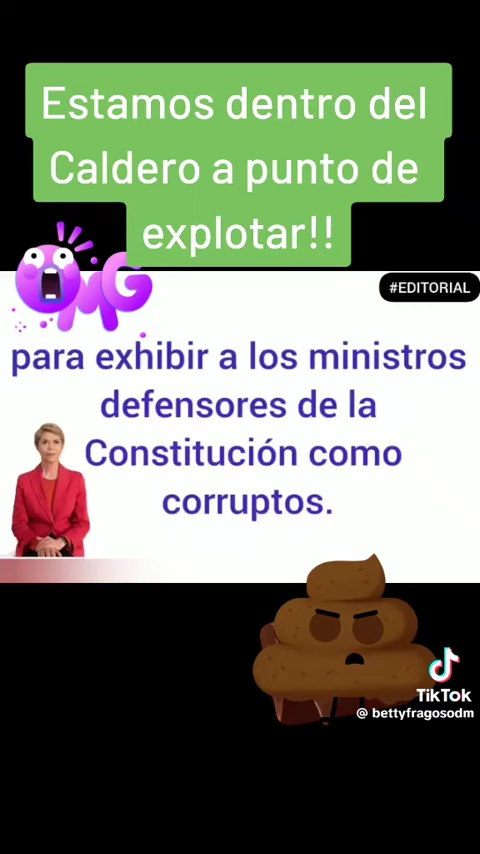 Estamos dentro del
Caldero a punto de
explotar!!
OMG
#EDITORIAL
para exhibir a los ministros
defensores de la
Constitución como
corruptos.
TikTok
@ bettyfragosodm